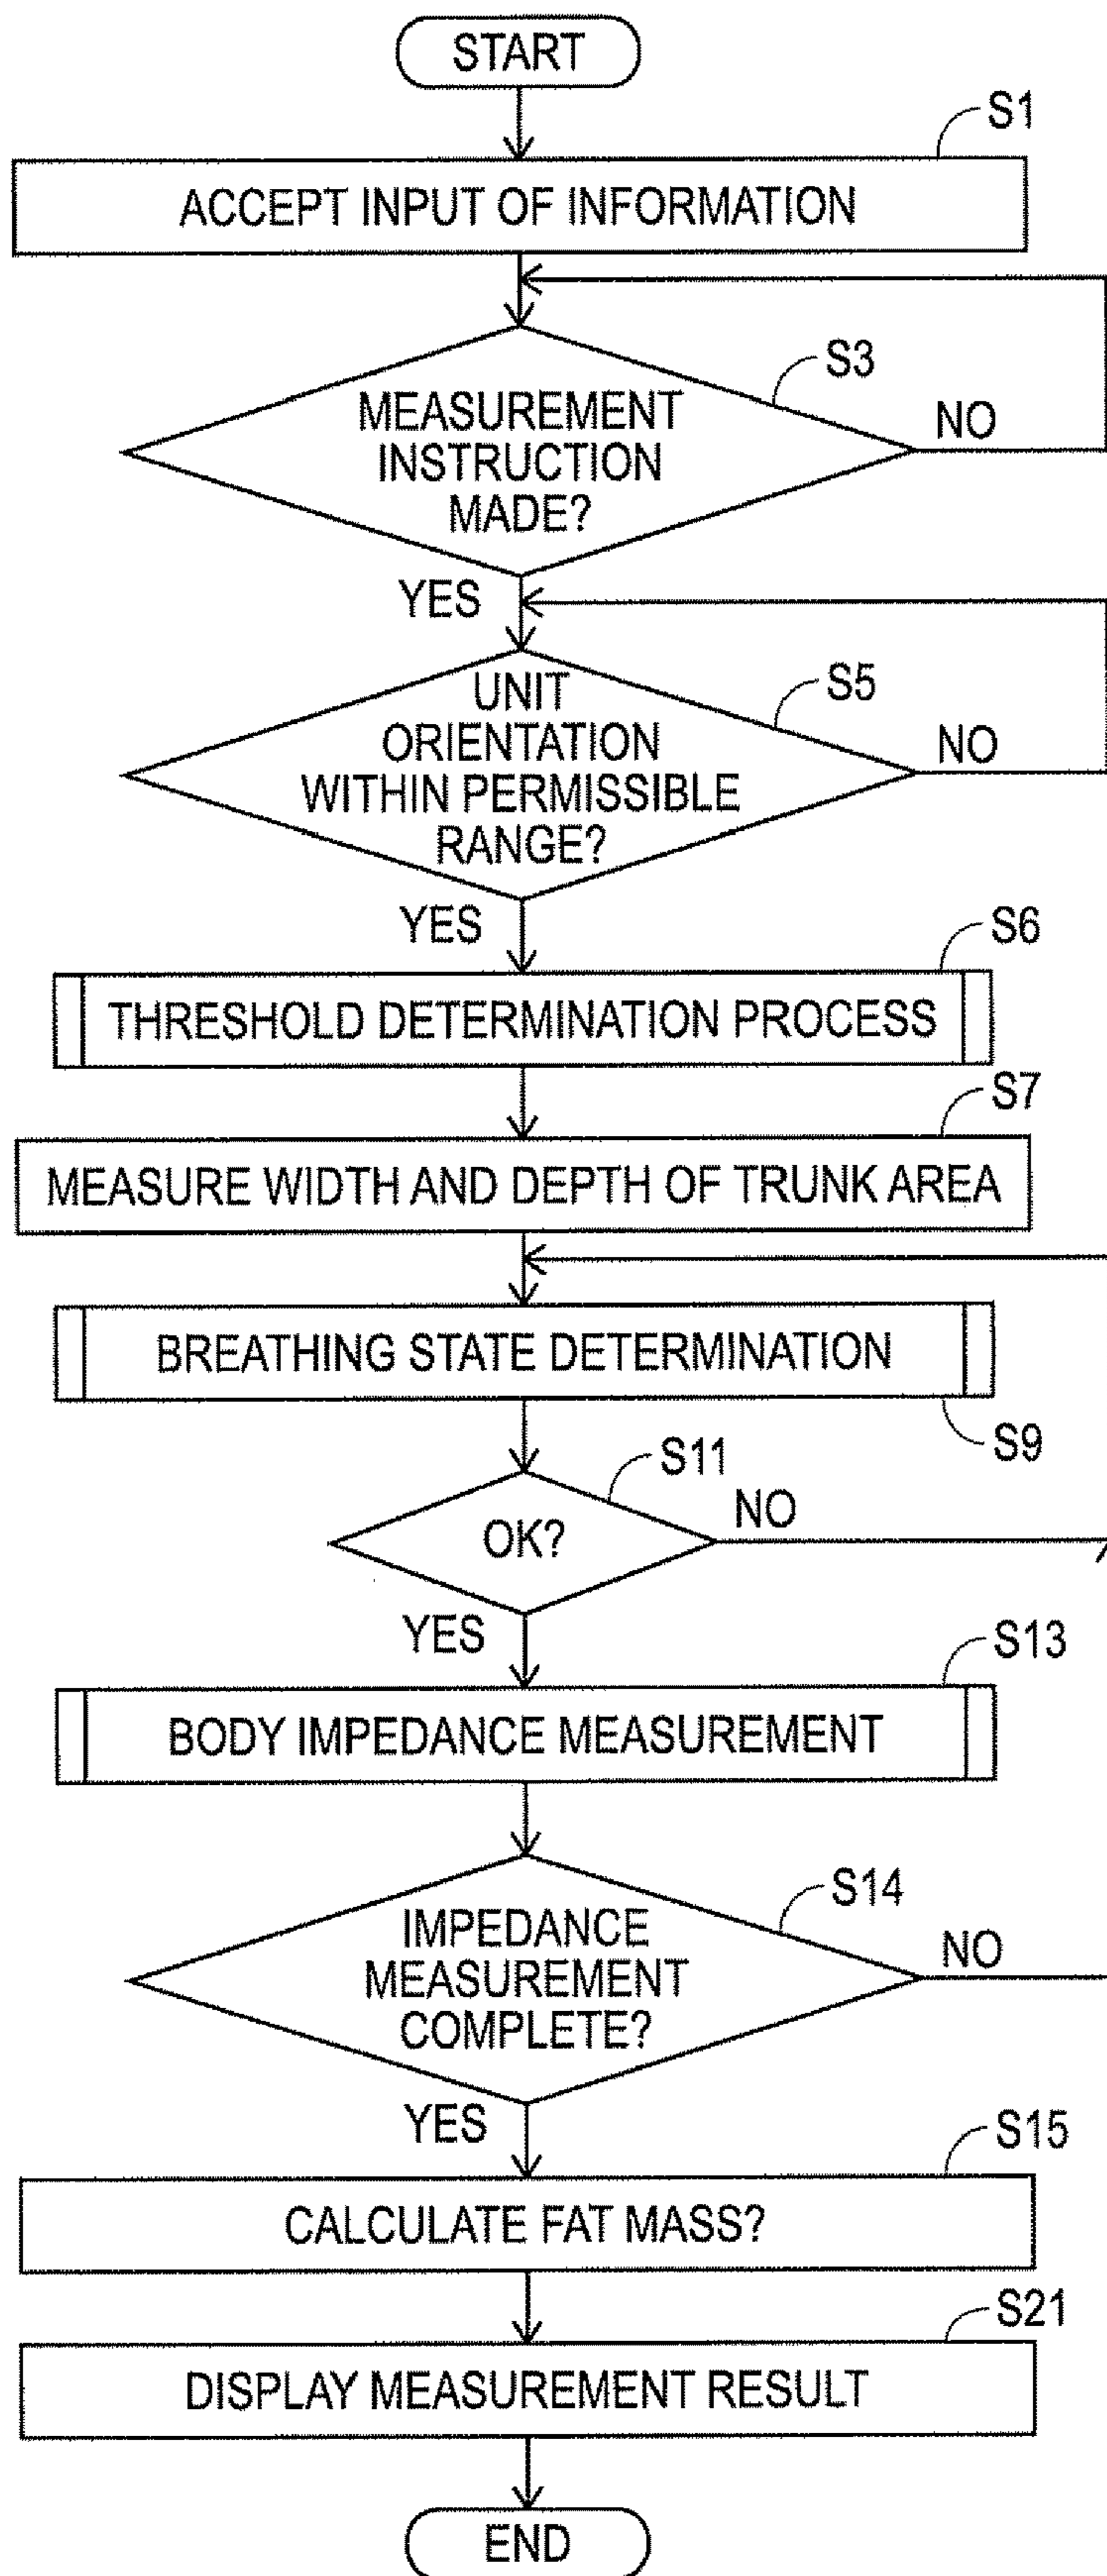 START
S1
ACCEPT INPUT OF INFORMATION
S3
MEASUREMENT
INSTRUCTION
MADE?
NO
YES
S5
UNIT
ORIENTATION
WITHIN PERMISSIBLE
RANGE?
NO
YES
S6
THRESHOLD DETERMINATION PROCESS
S7
MEASURE WIDTH AND DEPTH OF TRUNK AREA
BREATHING STATE DETERMINATION
S9
S11
OK?
NO
YES
S13
BODY IMPEDANCE MEASUREMENT
S14
IMPEDANCE
MEASUREMENT
COMPLETE?
NO
YES
S15
CALCULATE FAT MASS?
S21
DISPLAY MEASUREMENT RESULT
END